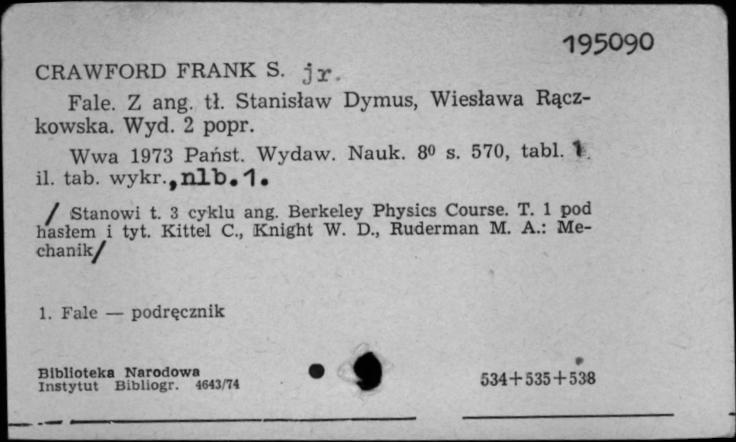 195090
CRAWFORD FRANK S. jr.
Fale. Z ang. tł. Stanisław Dymus, Wiesława Rącz-
kowska. Wyd. 2 popr.
Wwa 1973 Państ. Wydaw. Nauk. 8⁰ s. 570, tabl. 1.
il. tab. wykr., nlb. 1.
/ Stanowi t. 3 cyklu ang. Berkeley Physics Course. T. 1 pod
hasłem i tyt. Kittel C., Knight W. D., Ruderman M. A.: Me-
chanik/
1. Fale — podręcznik
Biblioteka Narodowa
Instytut Bibliogr. 4643/74
534+535+538